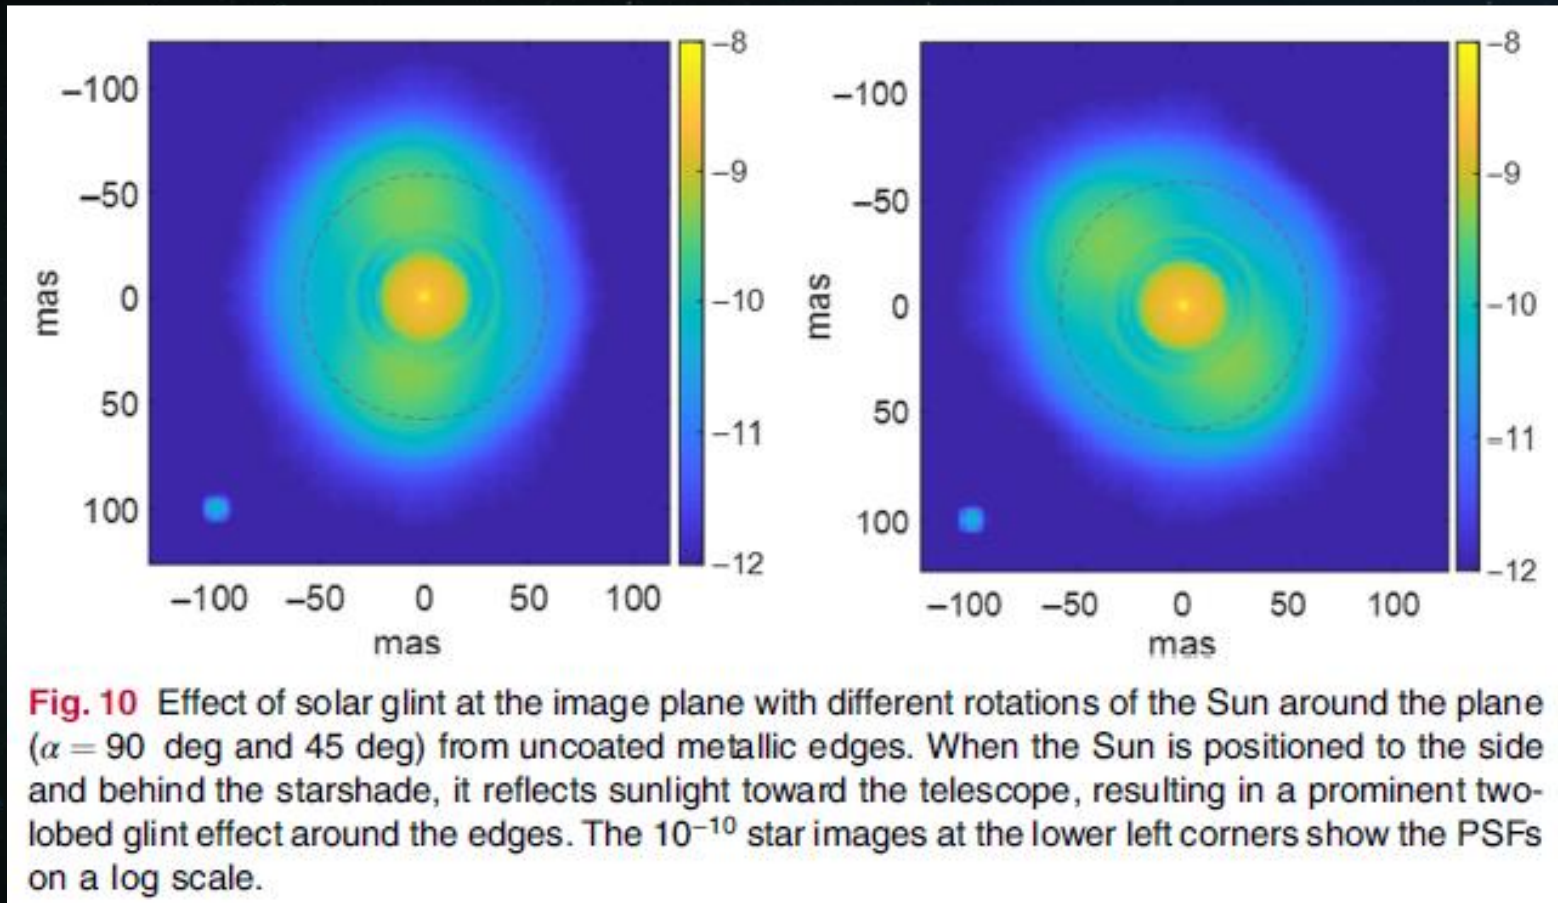 -8
-100
-9
-50
mas
0
-10
50
-11
100
-12
-100 -50 0 50 100
mas
-8
-100
-9
-50
mas
0
-10
50
-11
100
-12
-100 -50 0 50 100
mas
Fig. 10 Effect of solar glint at the image plane with different rotations of the Sun around the plane
(α = 90 deg and 45 deg) from uncoated metallic edges. When the Sun is positioned to the side
and behind the starshade, it reflects sunlight toward the telescope, resulting in a prominent two-
lobed glint effect around the edges. The 10⁻¹⁰ star images at the lower left corners show the PSFs
on a log scale.